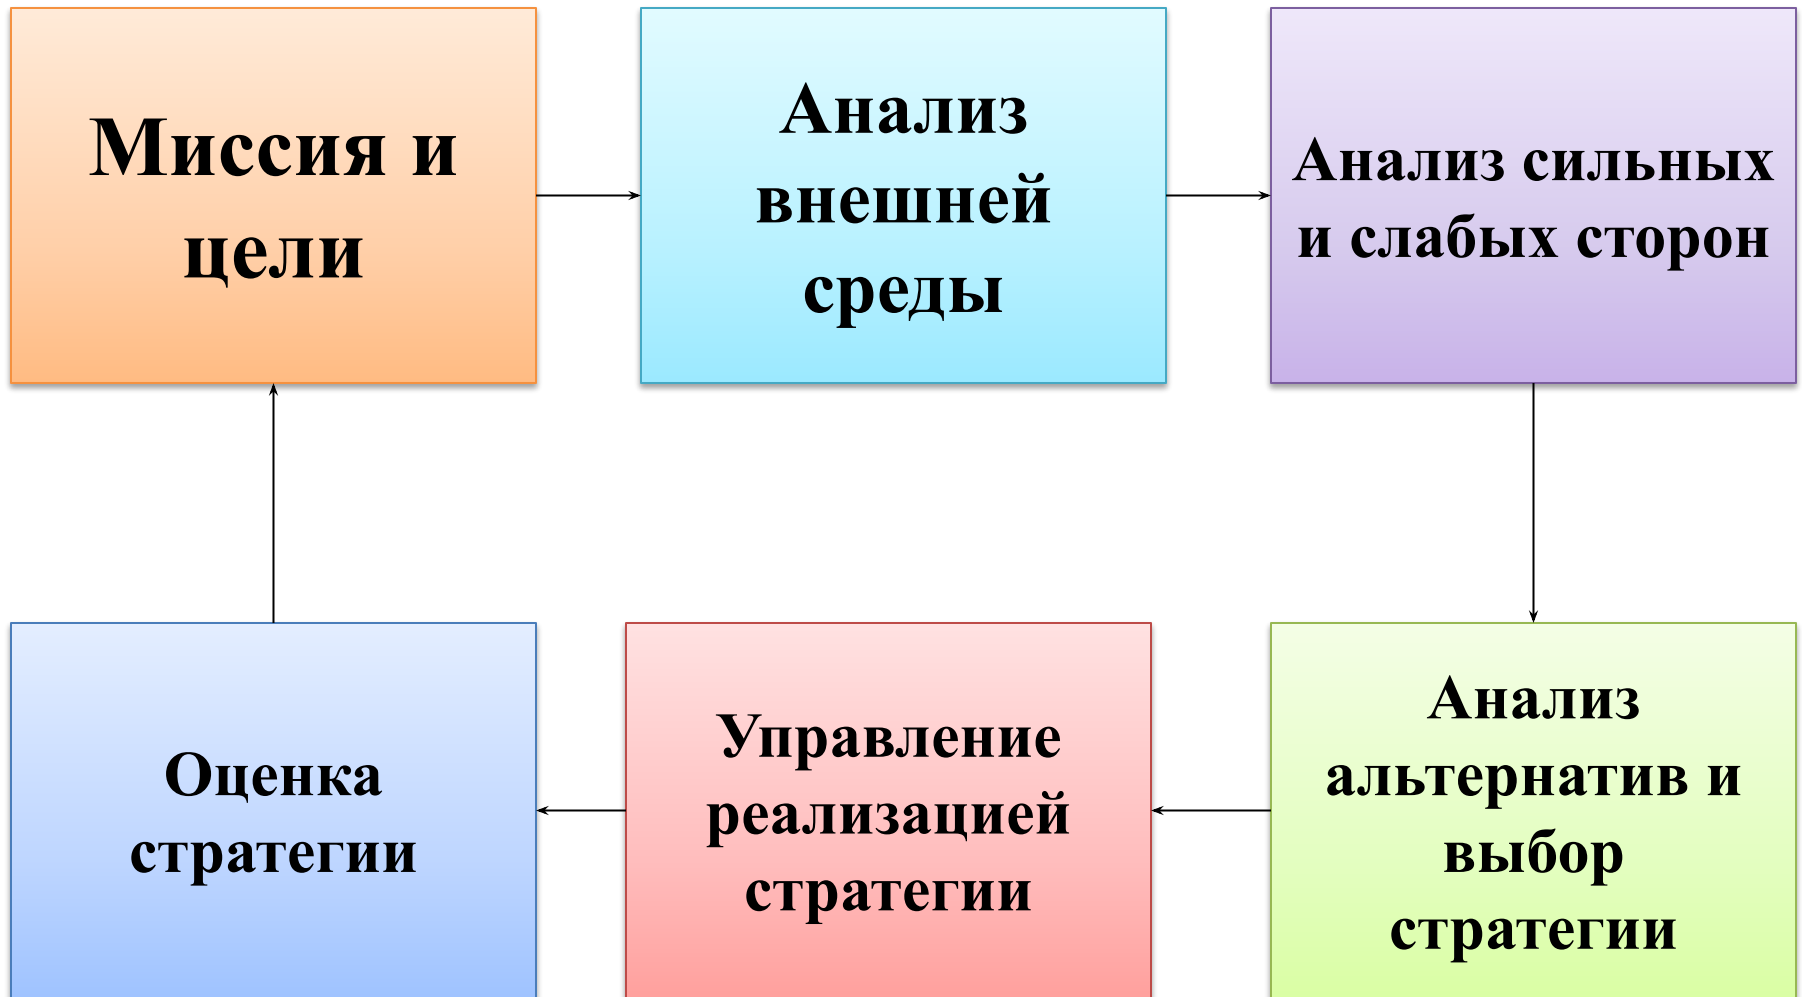 Миссия и
цели
Анализ
внешней
среды
Анализ сильных
и слабых сторон
Оценка
стратегии
Управление
реализацией
стратегии
Анализ
альтернатив и
выбор
стратегии